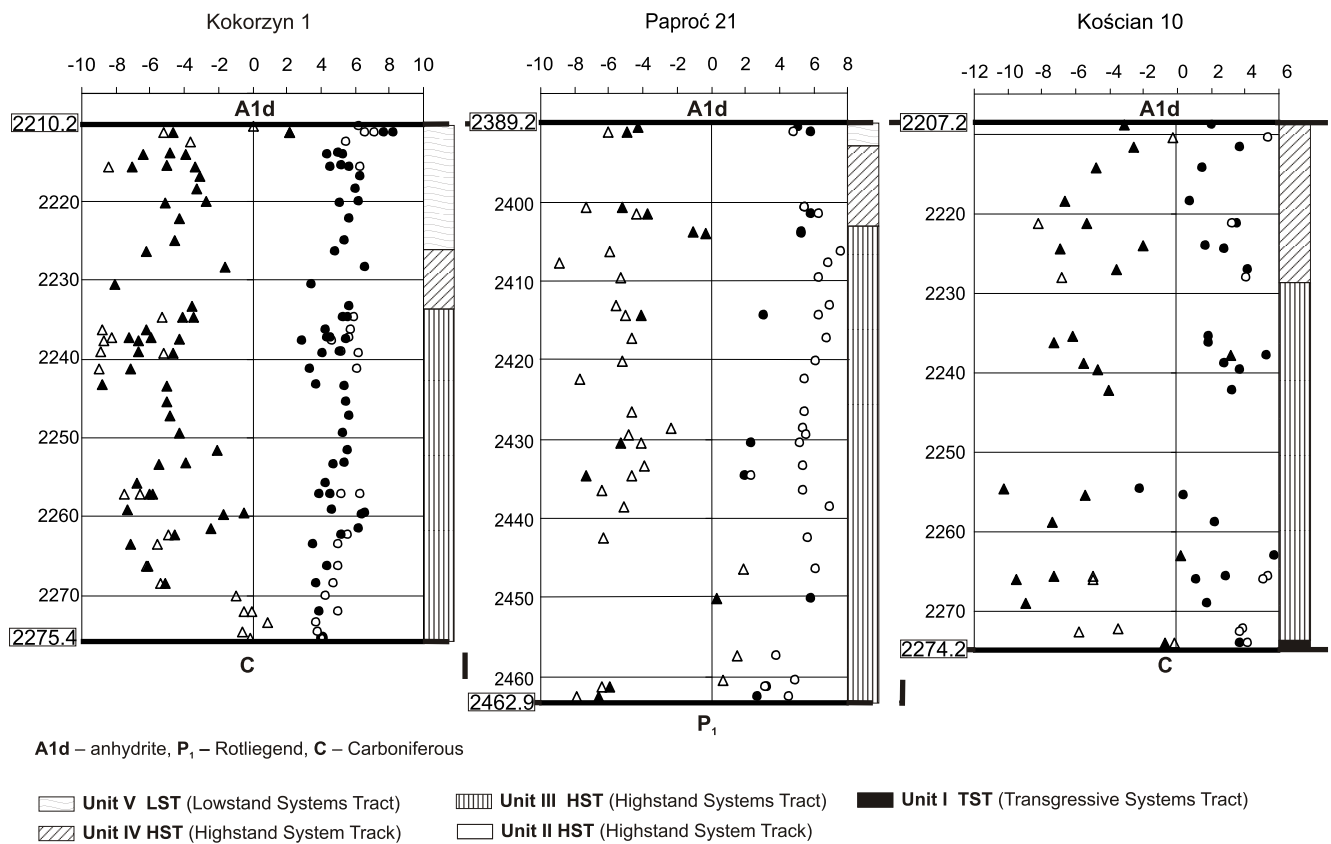 Kokorzyn 1
Paproć 21
Kościan 10
-10 -8 -6 -4 -2 0 2 4 6 8 10
-10 -8 -6 -4 -2 0 2 4 6 8
-12 -10 -8 -6 -4 -2 0 2 4 6
A1d
A1d
A1d
2210.2
2220
2230
2240
2250
2260
2270
2275.4
C
2389.2
2400
2410
2420
2430
2440
2450
2460
2462.9
P₁
2207.2
2220
2230
2240
2250
2260
2270
2274.2
C
A1d – anhydrite, P₁ – Rotliegend, C – Carboniferous
Unit V LST (Lowstand Systems Tract)
Unit IV HST (Highstand System Track)
Unit III HST (Highstand Systems Tract)
Unit II HST (Highstand System Track)
Unit I TST (Transgressive Systems Tract)